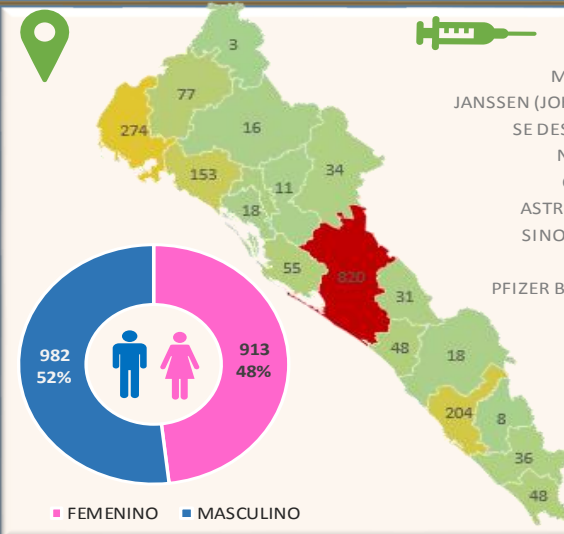 3
77
274
16
153
34
11
18
55
820
31
48
18
204
8
36
48
982
52%
913
48%
FEMENINO MASCULINO
M
JANSSEN (JO
SE DES
N
ASTR
SINO
PFIZER B